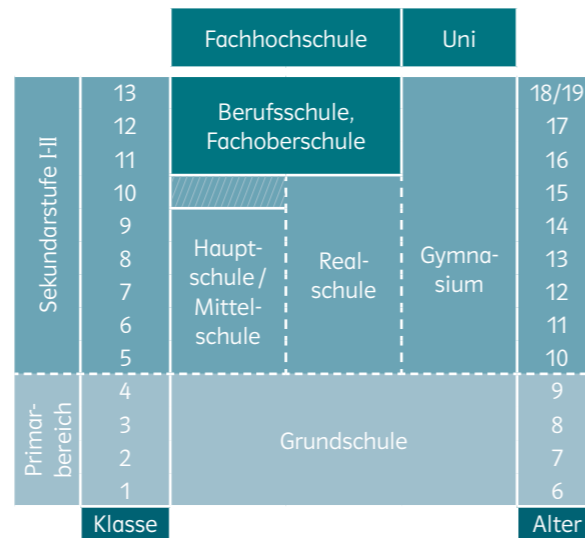 Fachhochschule Uni
Sekundarstufe I-II
13
12
11
10
9
8
7
6
5
Berufsschule,
Fachoberschule
Haupt-
schule /
Mittel-
schule
Real-
schule
Gymna-
sium
18/19
17
16
15
14
13
12
11
10
Primar-
bereich
4
3
2
1
Grundschule
9
8
7
6
Klasse
Alter